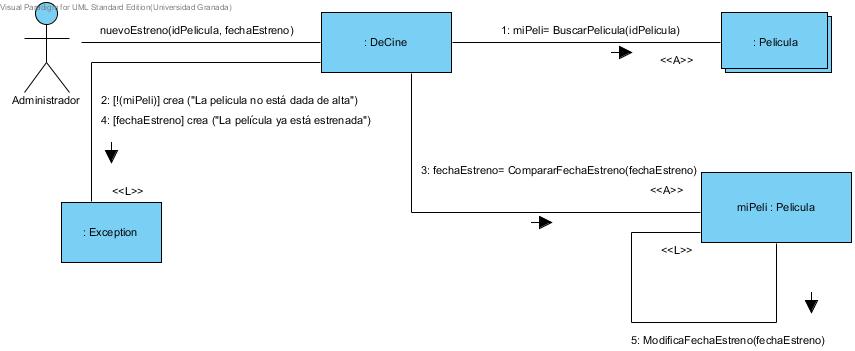 Visual Paradigm for UML Standard Edition(Universidad Granada)
nuevoEstreno(idPelicula, fechaEstreno)
: DeCine
1: miPeli= BuscarPelicula(idPelicula)
: Pelicula
<<A>>
Administrador
2: [!(miPeli)] crea ("La pelicula no está dada de alta")
4: [fechaEstreno] crea ("La película ya está estrenada")
3: fechaEstreno= CompararFechaEstreno(fechaEstreno)
<<L>>
<<A>>
: Exception
miPeli : Pelicula
<<L>>
5: ModificaFechaEstreno(fechaEstreno)